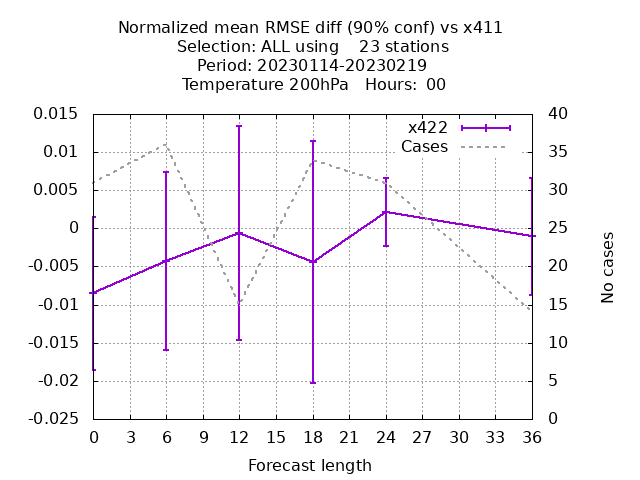 Normalized mean RMSE diff (90% conf) vs x411
Selection: ALL using 23 stations
Period: 20230114-20230219
Temperature 200hPa Hours: 00
0.015
0.01
0.005
0
-0.005
-0.01
-0.015
-0.02
-0.025
x422
Cases
40
35
30
25
20
15
10
5
0
No cases
0 3 6 9 12 15 18 21 24 27 30 33 36
Forecast length